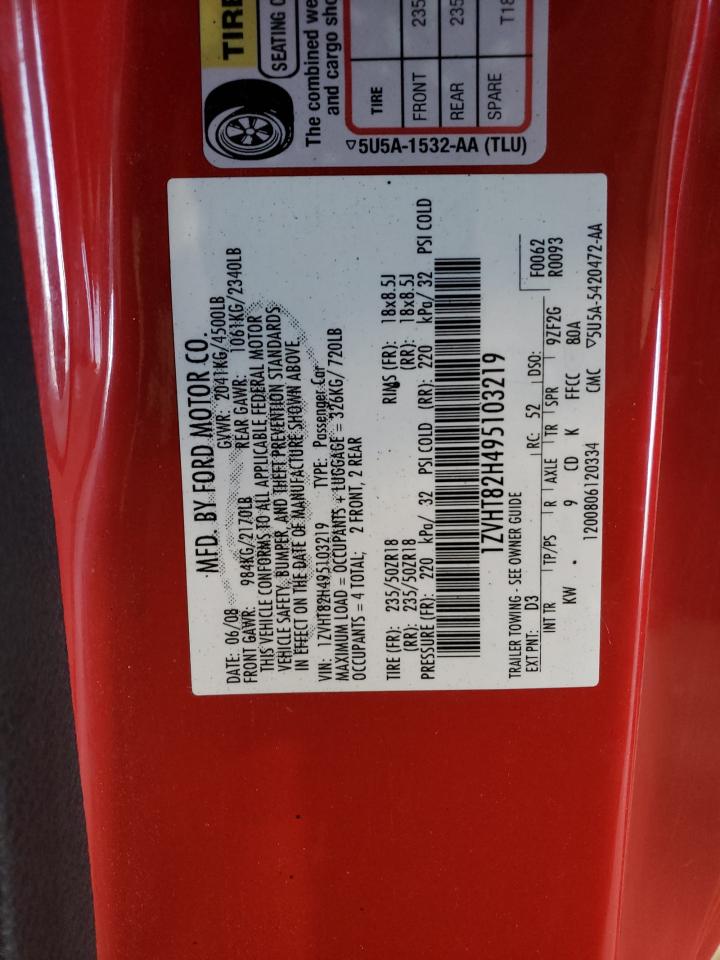 TIRE
SEATING C
The combined we
and cargo sho
TIRE
FRONT 235
REAR 235
SPARE T18
▽5U5A-1532-AA (TLU)
MFD. BY FORD MOTOR CO.
DATE: 06/08 GVWR: 2041KG/4500LB
FRONT GAWR: 984KG/2170LB REAR GAWR: 1061KG/2340LB
THIS VEHICLE CONFORMS TO ALL APPLICABLE FEDERAL MOTOR
VEHICLE SAFETY, BUMPER, AND THEFT PREVENTION STANDARDS
IN EFFECT ON THE DATE OF MANUFACTURE SHOWN ABOVE.
VIN: 1ZVHT82H495103219 TYPE: Passenger Car
MAXIMUM LOAD = OCCUPANTS + LUGGAGE = 326KG/ 720LB
OCCUPANTS = 4 TOTAL; 2 FRONT, 2 REAR
TIRE (FR): 235/50ZR18 RIMS (FR): 18x8.5J
(RR): 235/50ZR18 (RR): 18x8.5J
PRESSURE (FR): 220 kPa/ 32 PSI COLD (RR): 220 kPa/ 32 PSI COLD
1ZVHT82H495103219
TRAILER TOWING - SEE OWNER GUIDE F0062
EXT PNT: D3 RC: 52 DSO: R0093
INT TR TP/PS R AXLE TR SPR 9ZF2G
KW • 9 CD K FFCC 80A
1200806120334 CMC ▽5U5A-5420472-AA